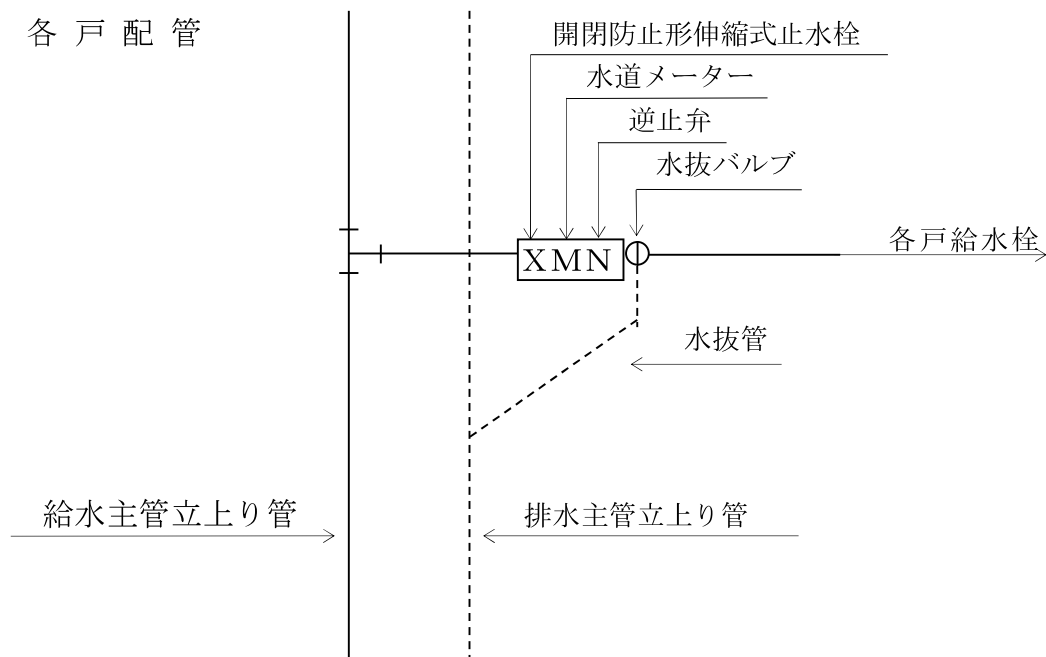 各戸配管
開閉防止形伸縮式止水栓
水道メーター
逆止弁
水抜バルブ
各戸給水栓
XMN
水抜管
給水主管立上り管
排水主管立上り管